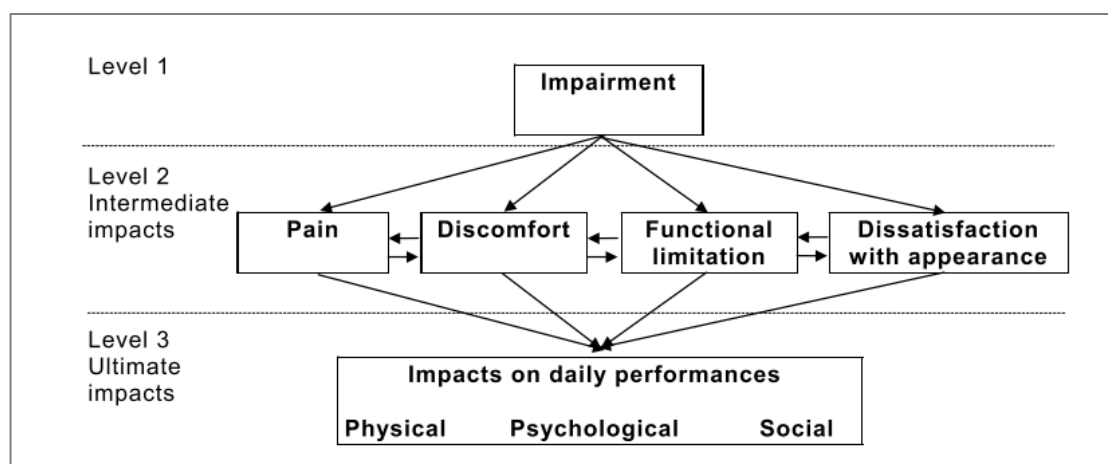 Level 1
Impairment
Level 2
Intermediate
impacts
Pain
Discomfort
Functional
limitation
Dissatisfaction
with appearance
Level 3
Ultimate
impacts
Impacts on daily performances
Physical Psychological Social